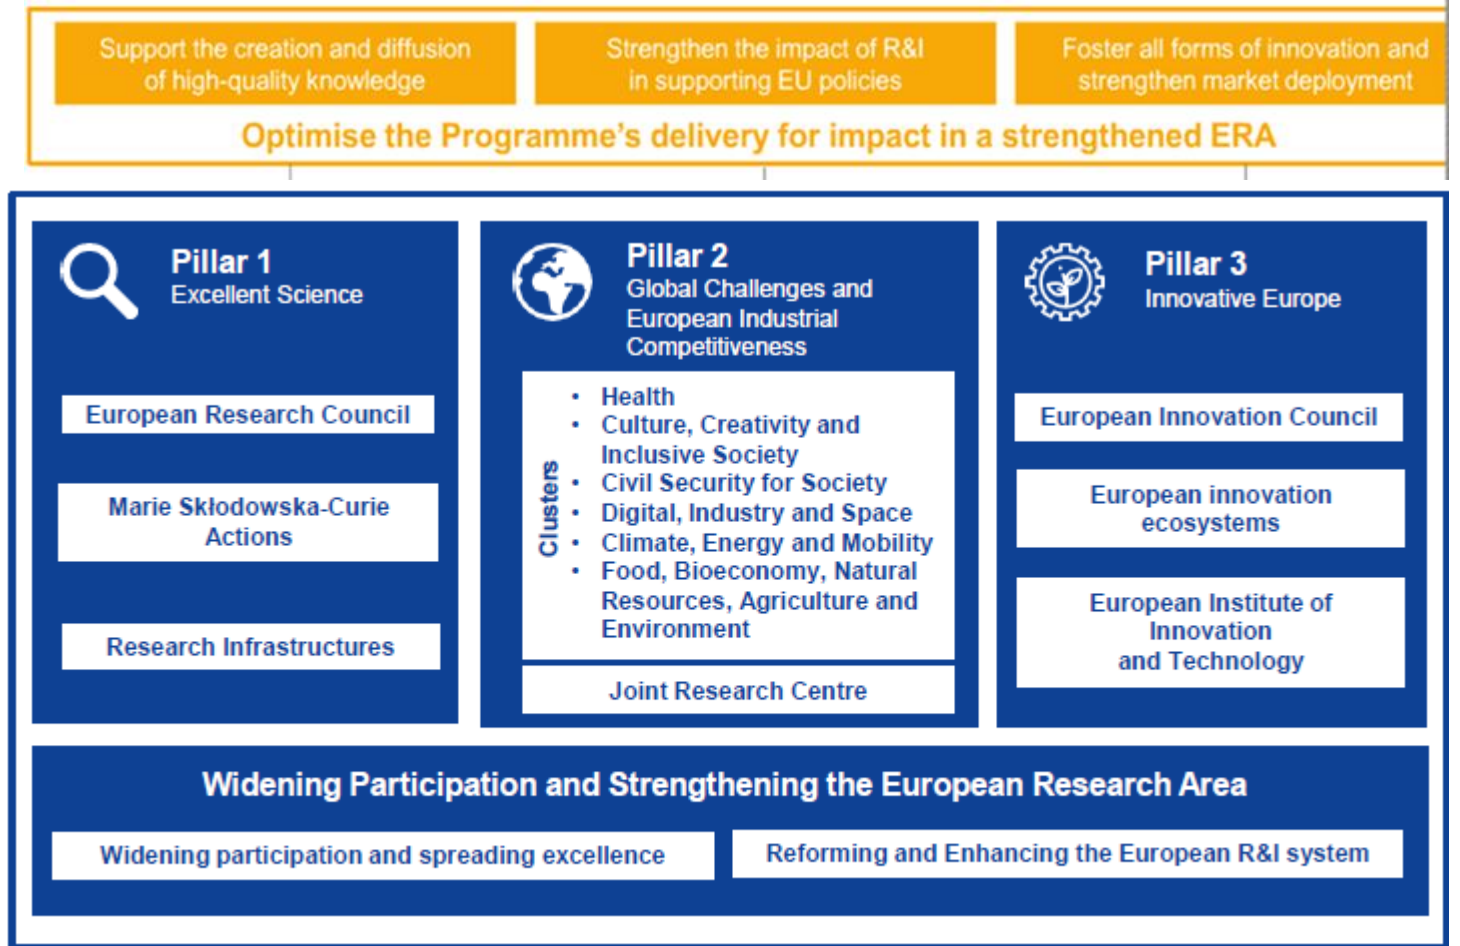 Support the creation and diffusion
of high-quality knowledge
Strengthen the impact of R&I
in supporting EU policies
Foster all forms of innovation and
strengthen market deployment
Optimise the Programme's delivery for impact in a strengthened ERA
Pillar 1
Excellent Science
European Research Council
Marie Skłodowska-Curie
Actions
Research Infrastructures
Pillar 2
Global Challenges and
European Industrial
Competitiveness
Clusters
• Health
• Culture, Creativity and
Inclusive Society
• Civil Security for Society
• Digital, Industry and Space
• Climate, Energy and Mobility
• Food, Bioeconomy, Natural
Resources, Agriculture and
Environment
Joint Research Centre
Pillar 3
Innovative Europe
European Innovation Council
European innovation
ecosystems
European Institute of
Innovation
and Technology
Widening Participation and Strengthening the European Research Area
Widening participation and spreading excellence
Reforming and Enhancing the European R&I system